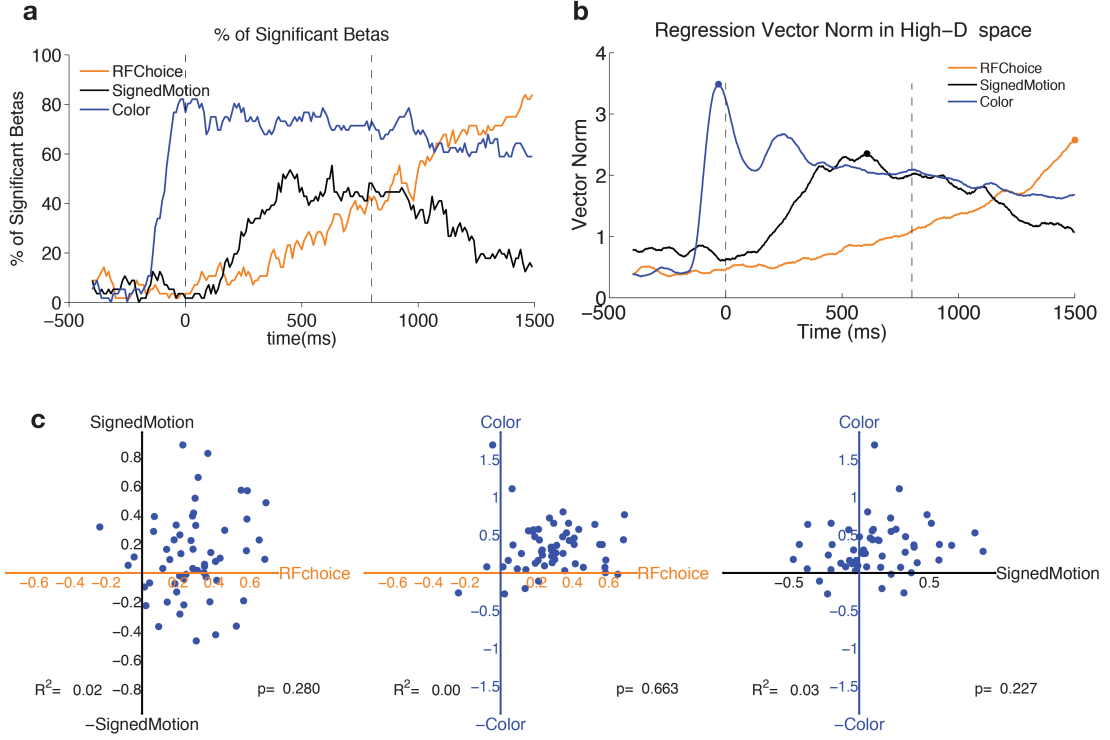 a
% of Significant Betas
% of Significant Betas
100
80
60
40
20
0
RFChoice
SignedMotion
Color
−500
0
500
1000
1500
time(ms)
b
Regression Vector Norm in High−D space
Vector Norm
4
3
2
1
0
RFChoice
SignedMotion
Color
−500
0
500
1000
1500
Time (ms)
c
SignedMotion
0.8
0.6
0.4
0.2
−0.6 −0.4 −0.2 0.2 0.4 0.6 RFchoice
−0.2
−0.4
−0.6
−0.8
R2= 0.02
p= 0.280
−SignedMotion
Color
1.5
1
0.5
−0.6 −0.4 −0.2 0.2 0.4 0.6 RFchoice
−0.5
−1
−1.5
R2= 0.00
p= 0.663
−Color
Color
1.5
1
0.5
−0.5 0.5 SignedMotion
−0.5
−1
−1.5
R2= 0.03
p= 0.227
−Color